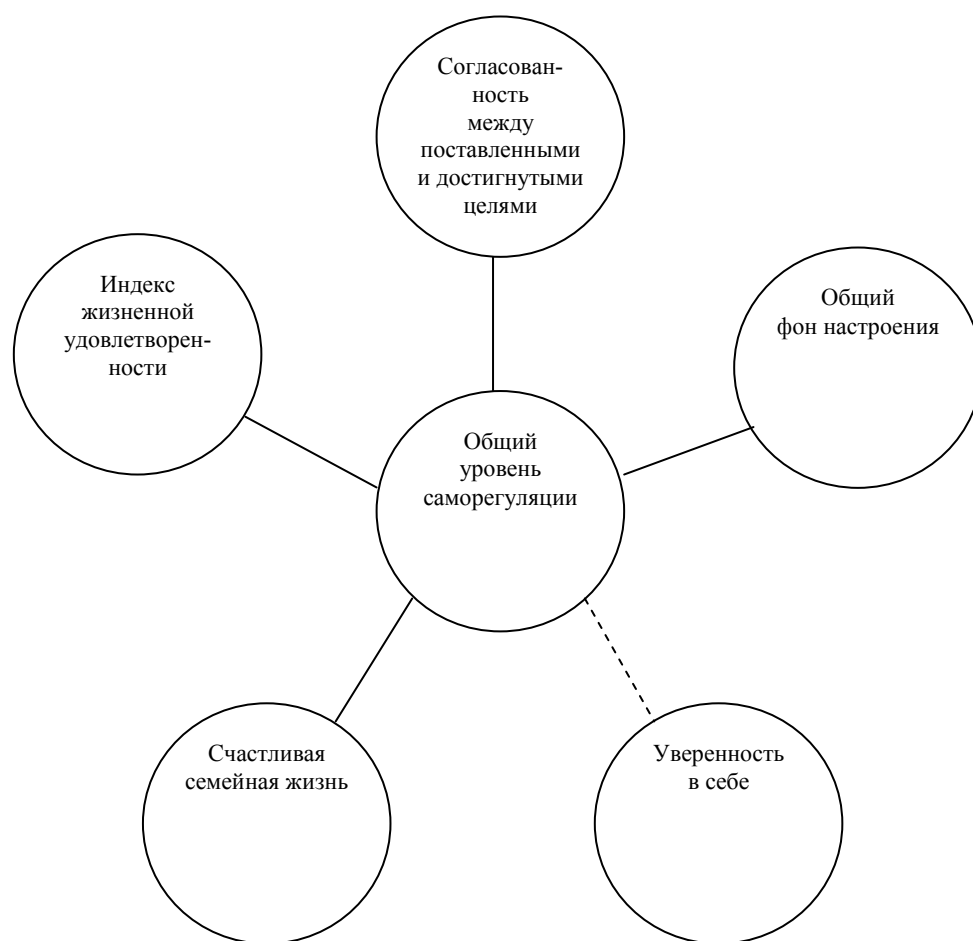 Согласован-
ность
между
поставленными
и достигнутыми
целями
Индекс
жизненной
удовлетворен-
ности
Общий
фон настроения
Общий
уровень
саморегуляции
Счастливая
семейная жизнь
Уверенность
в себе